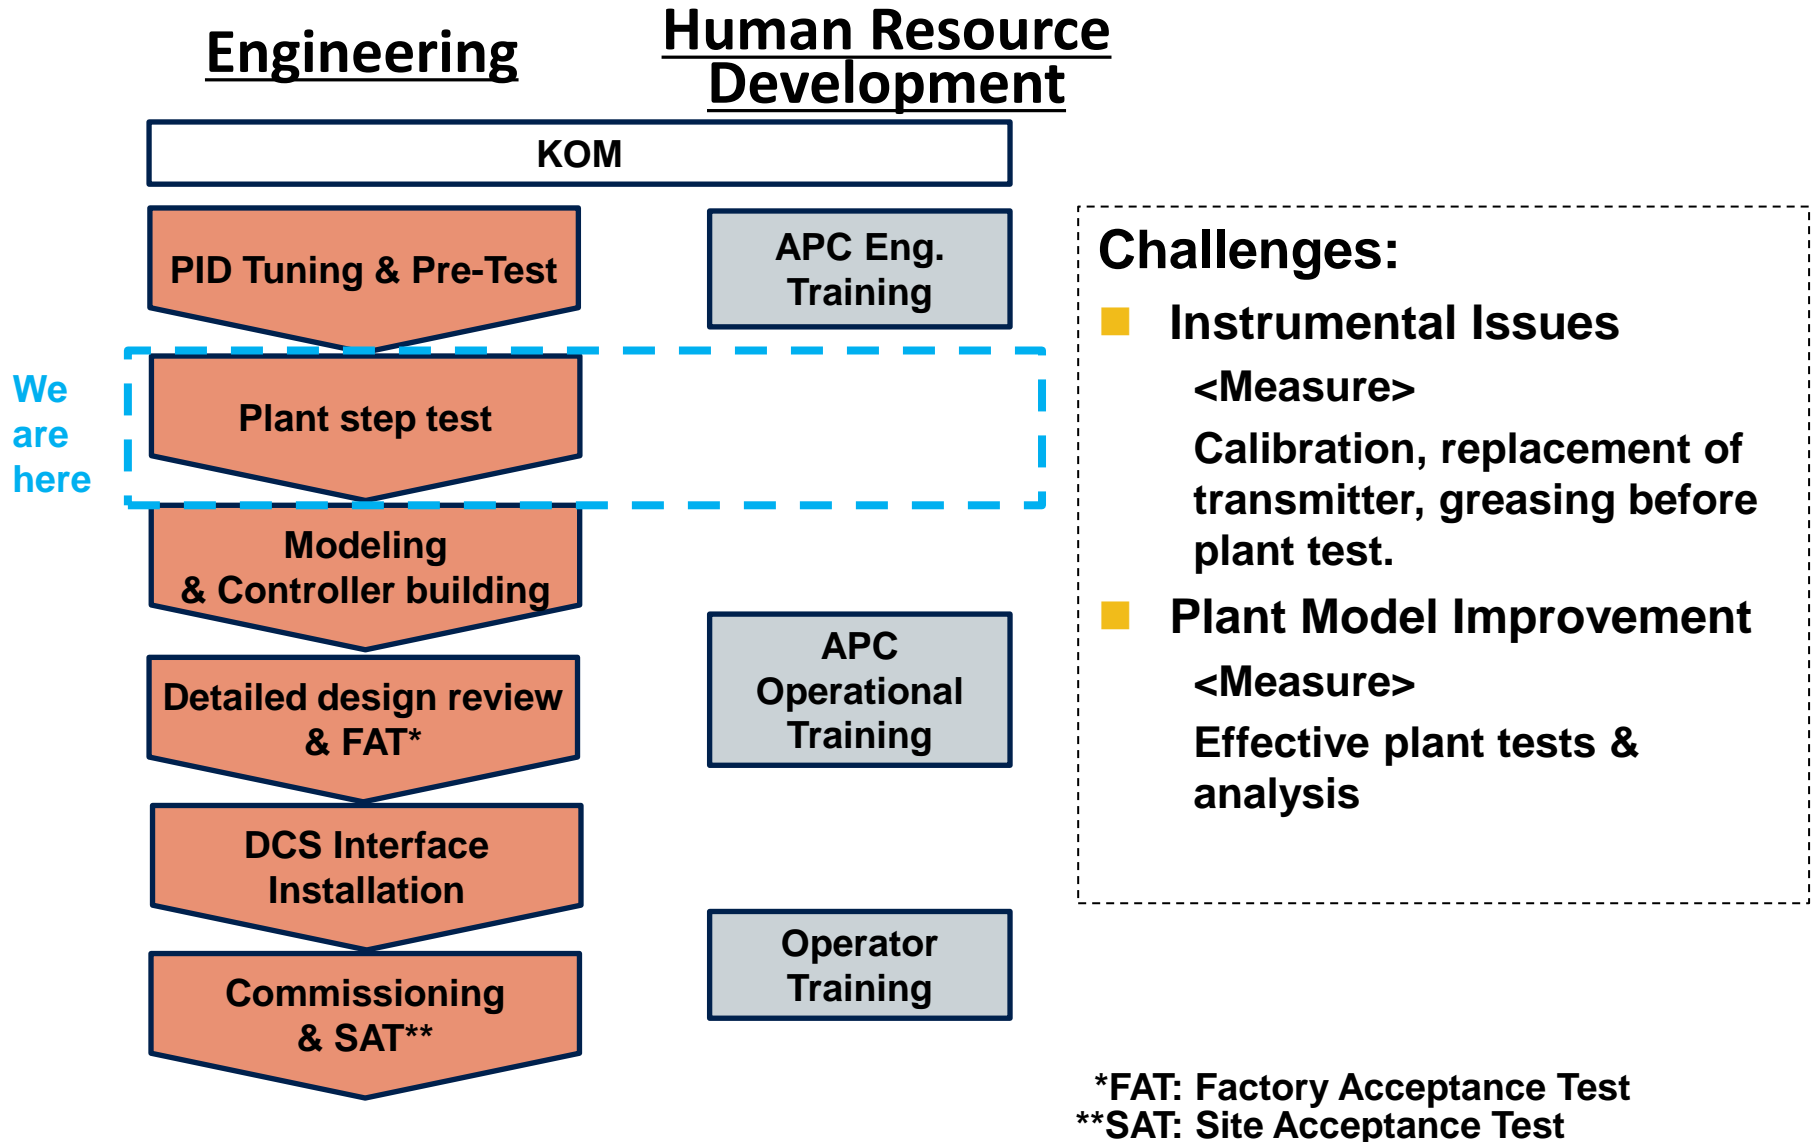 Engineering
Human Resource
Development
KOM
PID Tuning & Pre-Test
APC Eng.
Training
We
are
here
Plant step test
Modeling
& Controller building
Detailed design review
& FAT*
APC
Operational
Training
DCS Interface
Installation
Commissioning
& SAT**
Operator
Training
Challenges:
Instrumental Issues
<Measure>
Calibration, replacement of
transmitter, greasing before
plant test.
Plant Model Improvement
<Measure>
Effective plant tests &
analysis
*FAT: Factory Acceptance Test
**SAT: Site Acceptance Test